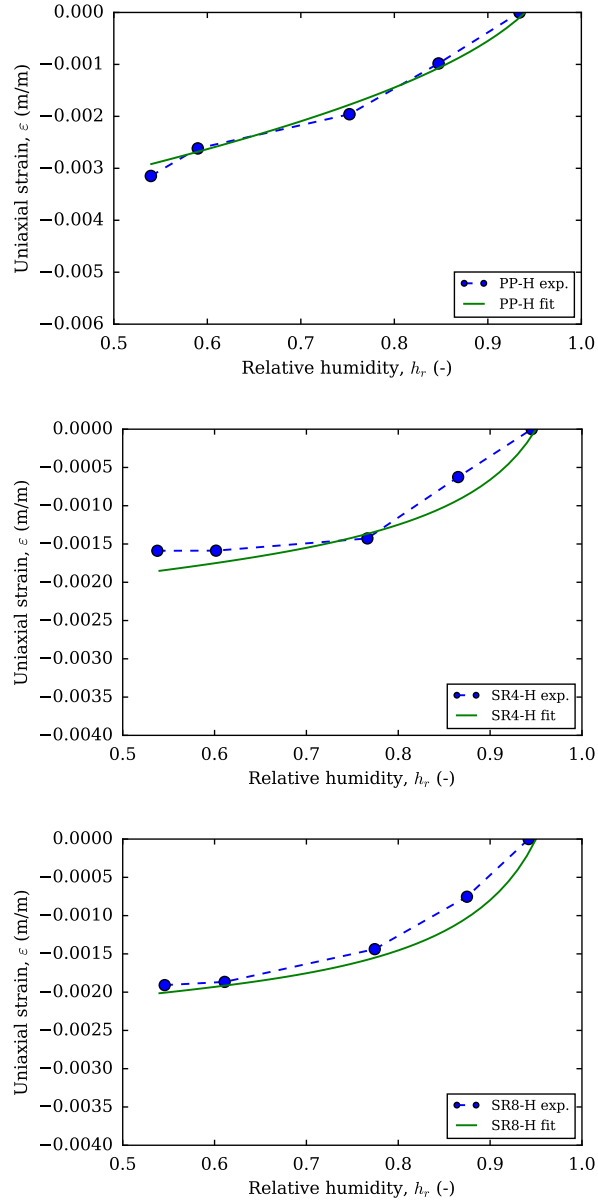 0.000
−0.001
−0.002
−0.003
−0.004
−0.005
−0.006
Uniaxial strain, ε (m/m)
PP-H exp.
PP-H fit
0.5 0.6 0.7 0.8 0.9 1.0
Relative humidity, hᵣ (-)
0.0000
−0.0005
−0.0010
−0.0015
−0.0020
−0.0025
−0.0030
−0.0035
−0.0040
Uniaxial strain, ε (m/m)
SR4-H exp.
SR4-H fit
0.5 0.6 0.7 0.8 0.9 1.0
Relative humidity, hᵣ (-)
0.0000
−0.0005
−0.0010
−0.0015
−0.0020
−0.0025
−0.0030
−0.0035
−0.0040
Uniaxial strain, ε (m/m)
SR8-H exp.
SR8-H fit
0.5 0.6 0.7 0.8 0.9 1.0
Relative humidity, hᵣ (-)